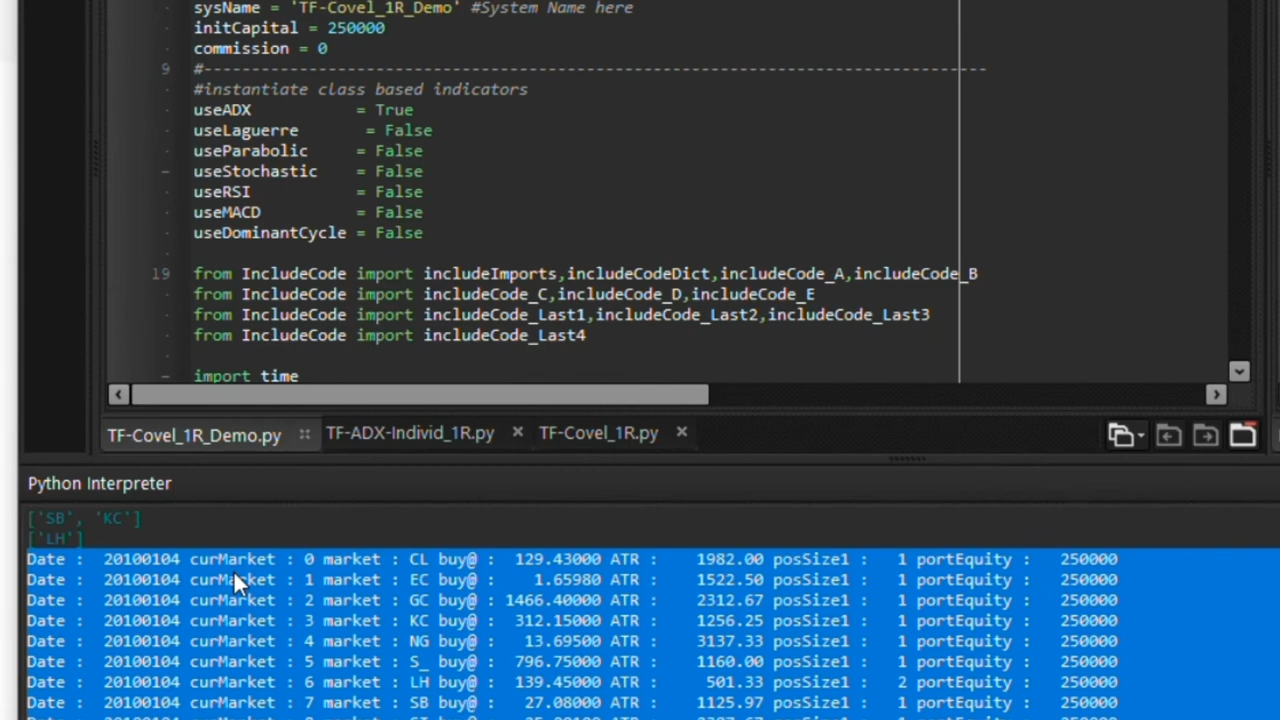 sysName = 'TF-Covel_1R_Demo' #System Name here
initCapital = 250000
commission = 0
9 #----------------------------------------------------------------------------------
#instantiate class based indicators
useADX = True
useLaguerre = False
useParabolic = False
useStochastic = False
useRSI = False
useMACD = False
useDominantCycle = False
19 from IncludeCode import includeImports,includeCodeDict,includeCode_A,includeCode_B
from IncludeCode import includeCode_C,includeCode_D,includeCode_E
from IncludeCode import includeCode_Last1,includeCode_Last2,includeCode_Last3
from IncludeCode import includeCode_Last4
import time
TF-Covel_1R_Demo.py TF-ADX-Individ_1R.py TF-Covel_1R.py
Python Interpreter
['SB', 'KC']
['LH']
Date : 20100104 curMarket : 0 market : CL buy@ : 129.43000 ATR : 1982.00 posSize1 : 1 portEquity : 250000
Date : 20100104 curMarket : 1 market : EC buy@ : 1.65980 ATR : 1522.50 posSize1 : 1 portEquity : 250000
Date : 20100104 curMarket : 2 market : GC buy@ : 1466.40000 ATR : 2312.67 posSize1 : 1 portEquity : 250000
Date : 20100104 curMarket : 3 market : KC buy@ : 312.15000 ATR : 1256.25 posSize1 : 1 portEquity : 250000
Date : 20100104 curMarket : 4 market : NG buy@ : 13.69500 ATR : 3137.33 posSize1 : 1 portEquity : 250000
Date : 20100104 curMarket : 5 market : S_ buy@ : 796.75000 ATR : 1160.00 posSize1 : 1 portEquity : 250000
Date : 20100104 curMarket : 6 market : LH buy@ : 139.45000 ATR : 501.33 posSize1 : 2 portEquity : 250000
Date : 20100104 curMarket : 7 market : SB buy@ : 27.08000 ATR : 1125.97 posSize1 : 1 portEquity : 250000